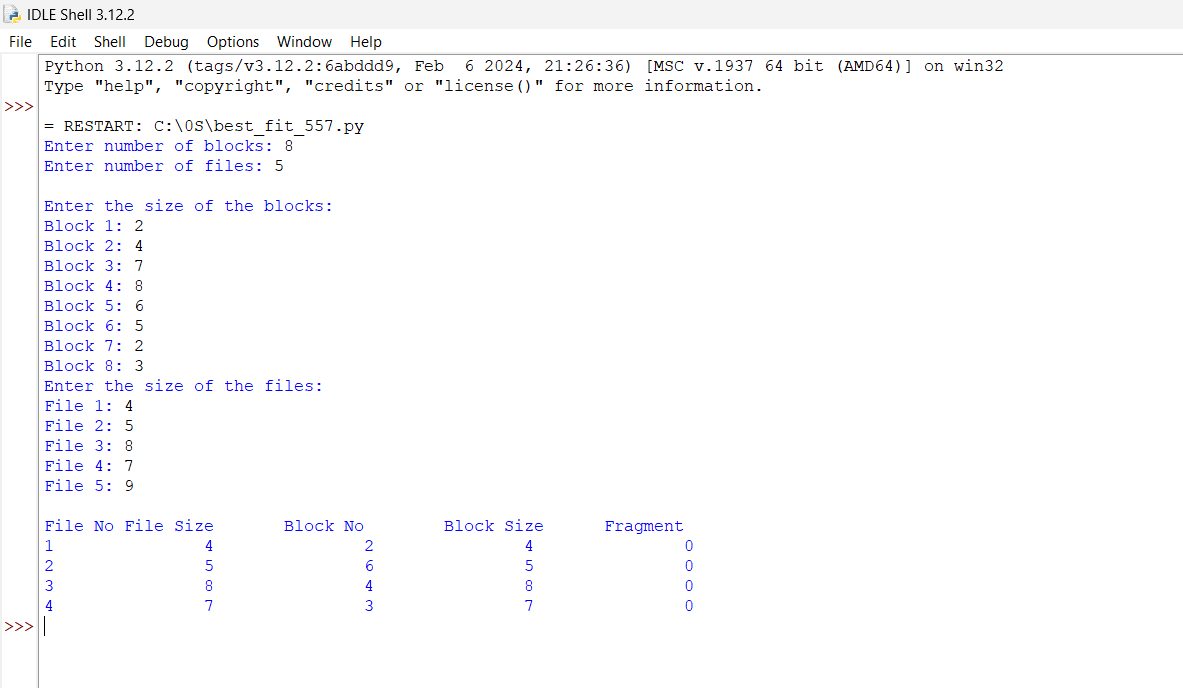 IDLE Shell 3.12.2
File Edit Shell Debug Options Window Help
Python 3.12.2 (tags/v3.12.2:6abddd9, Feb  6 2024, 21:26:36) [MSC v.1937 64 bit (AMD64)] on win32
Type "help", "copyright", "credits" or "license()" for more information.
>>>
= RESTART: C:\0S\best_fit_557.py
Enter number of blocks: 8
Enter number of files: 5
Enter the size of the blocks:
Block 1: 2
Block 2: 4
Block 3: 7
Block 4: 8
Block 5: 6
Block 6: 5
Block 7: 2
Block 8: 3
Enter the size of the files:
File 1: 4
File 2: 5
File 3: 8
File 4: 7
File 5: 9
File No File Size       Block No        Block Size      Fragment
1               4               2               4               0
2               5               6               5               0
3               8               4               8               0
4               7               3               7               0
>>>